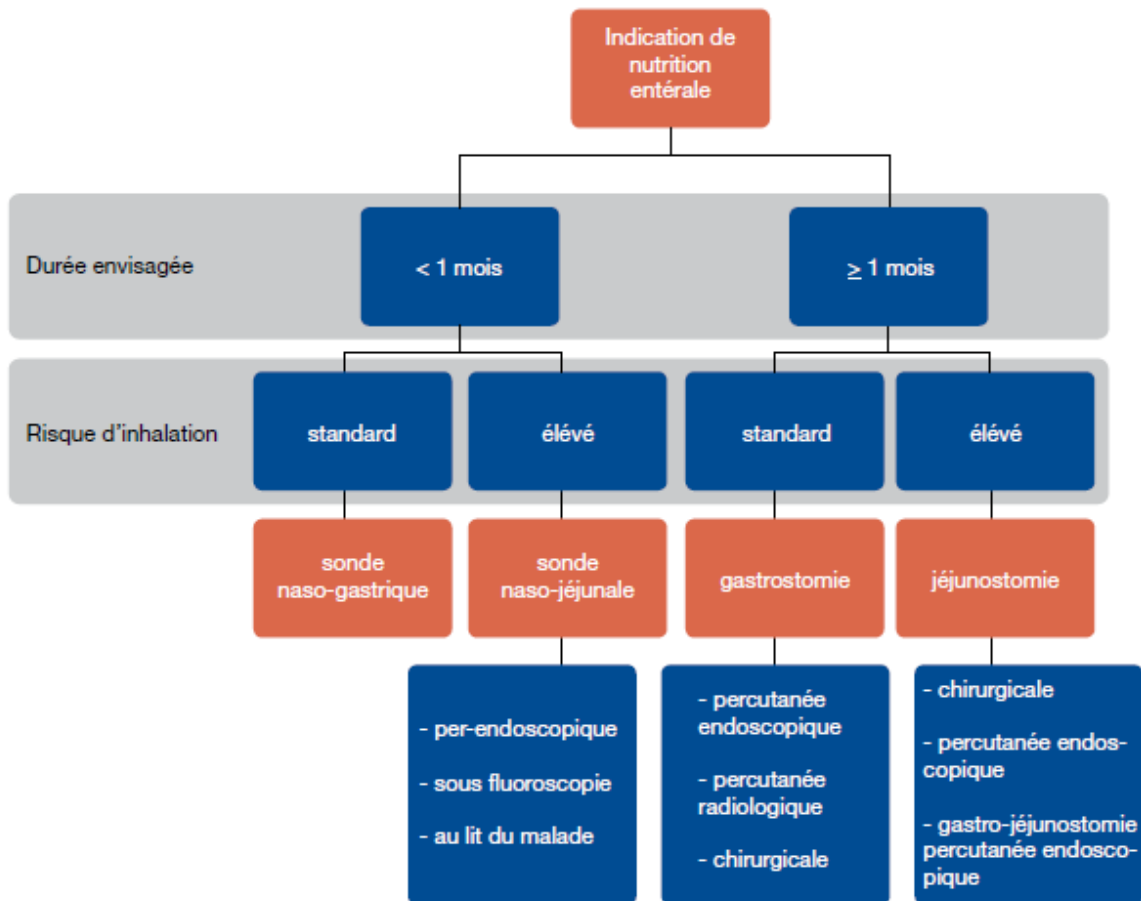 Indication de
nutrition
entérale
Durée envisagée
< 1 mois
≥ 1 mois
Risque d'inhalation
standard
élévé
standard
élévé
sonde
naso-gastrique
sonde
naso-jéjunale
gastrostomie
jéjunostomie
- per-endoscopique
- sous fluoroscopie
- au lit du malade
- percutanée
endoscopique
- percutanée
radiologique
- chirurgicale
- chirurgicale
- percutanée endos-
copique
- gastro-jéjunostomie
percutanée endosco-
pique